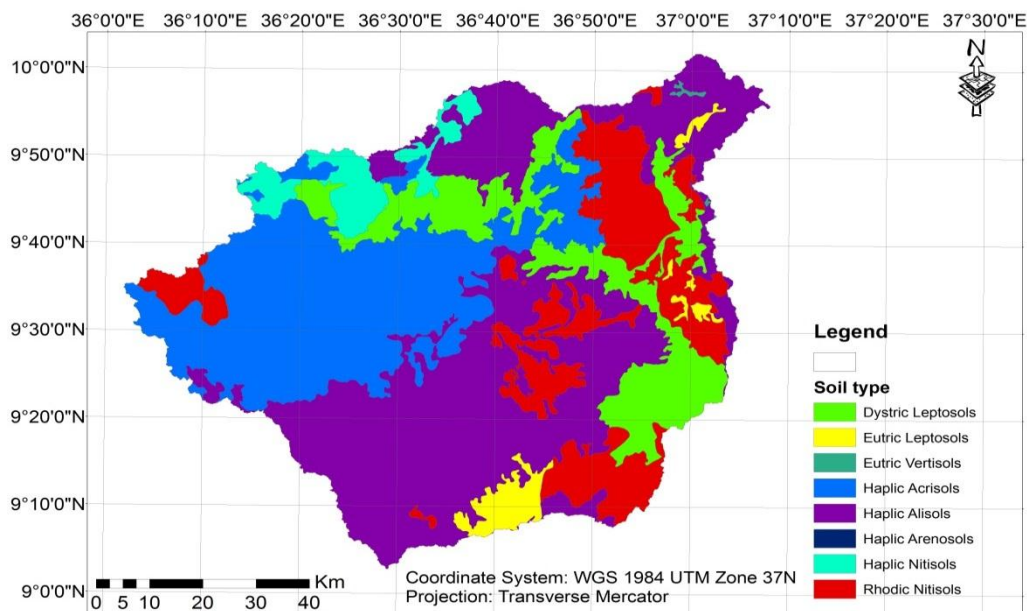 36°0'0"E 36°10'0"E 36°20'0"E 36°30'0"E 36°40'0"E 36°50'0"E 37°0'0"E 37°10'0"E 37°30'0"E
N
10°0'0"N
9°50'0"N
9°40'0"N
9°30'0"N
9°20'0"N
9°10'0"N
9°0'0"N
Legend
Soil type
Dystric Leptosols
Eutric Leptosols
Eutric Vertisols
Haplic Acrisols
Haplic Alisols
Haplic Arenosols
Haplic Nitisols
Rhodic Nitisols
Km
0 5 10 20 30 40
Coordinate System: WGS 1984 UTM Zone 37N
Projection: Transverse Mercator